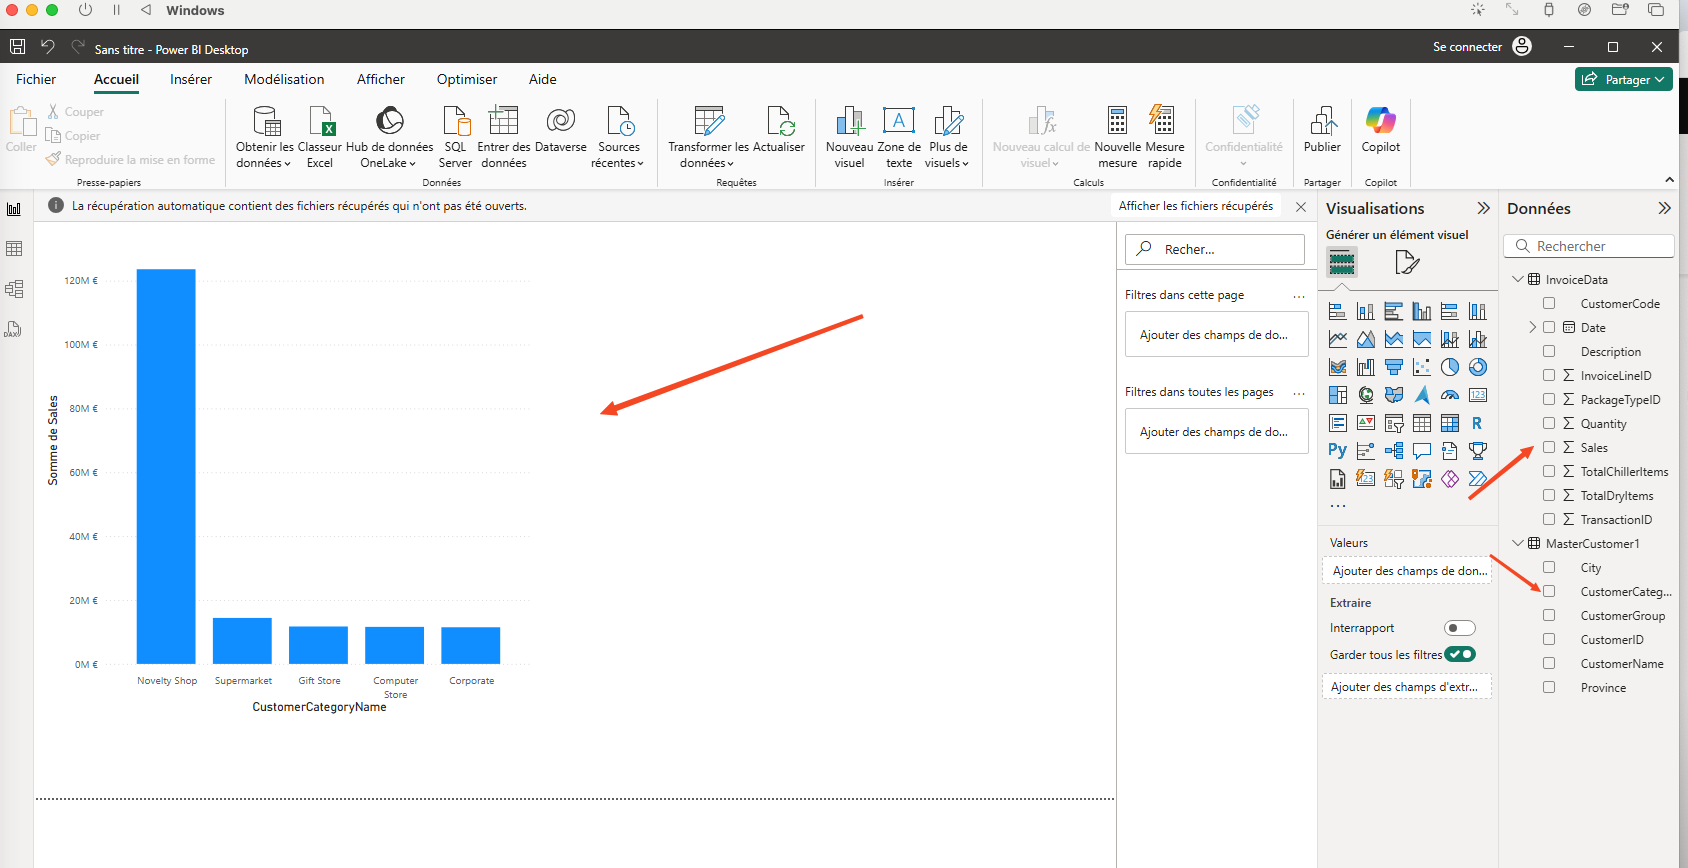 Windows
Sans titre - Power BI Desktop
Se connecter
Fichier
Accueil
Insérer
Modélisation
Afficher
Optimiser
Aide
Partager
Coller
Couper
Copier
Reproduire la mise en forme
Presse-papiers
Obtenir les données
Classeur Excel
Hub de données OneLake
SQL Server
Entrer des données
Dataverse
Sources récentes
Données
Transformer les données
Actualiser
Requêtes
Nouveau visuel
Zone de texte
Plus de visuels
Insérer
Nouveau calcul de visuel
Nouvelle mesure
Mesure rapide
Calculs
Confidentialité
Confidentialité
Publier
Partager
Copilot
Copilot
La récupération automatique contient des fichiers récupérés qui n'ont pas été ouverts.
Afficher les fichiers récupérés
120M €
100M €
80M €
60M €
40M €
20M €
0M €
Somme de Sales
Novelty Shop
Supermarket
Gift Store
Computer Store
Corporate
CustomerCategoryName
Recher...
Filtres dans cette page
...
Ajouter des champs de do...
Filtres dans toutes les pages
...
Ajouter des champs de do...
Visualisations
Générer un élément visuel
123
R
Py
123
...
Valeurs
Ajouter des champs de don...
Extraire
Interrapport
Garder tous les filtres
Ajouter des champs d'extr...
Données
Rechercher
InvoiceData
CustomerCode
Date
Description
InvoiceLineID
PackageTypeID
Quantity
Sales
TotalChillerItems
TotalDryItems
TransactionID
MasterCustomer1
City
CustomerCateg...
CustomerGroup
CustomerID
CustomerName
Province
DAX